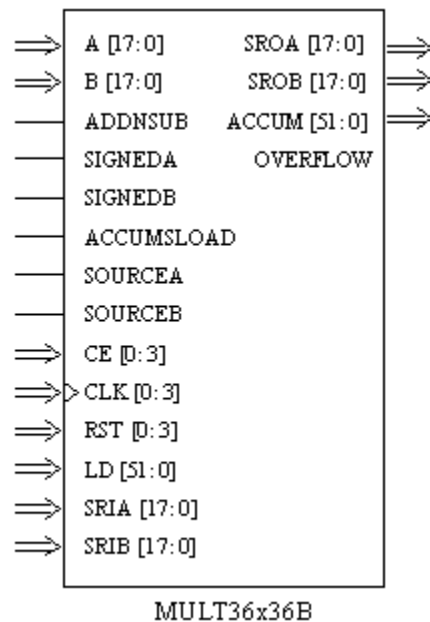 A [17:0] SROA [17:0]
B [17:0] SROB [17:0]
ADDNSUB ACCUM [51:0]
SIGNEDA OVERFLOW
SIGNEDB
ACCUMSLOAD
SOURCEA
SOURCEB
CE [0:3]
CLK [0:3]
RST [0:3]
LD [51:0]
SRIA [17:0]
SRIB [17:0]
MULT36x36B